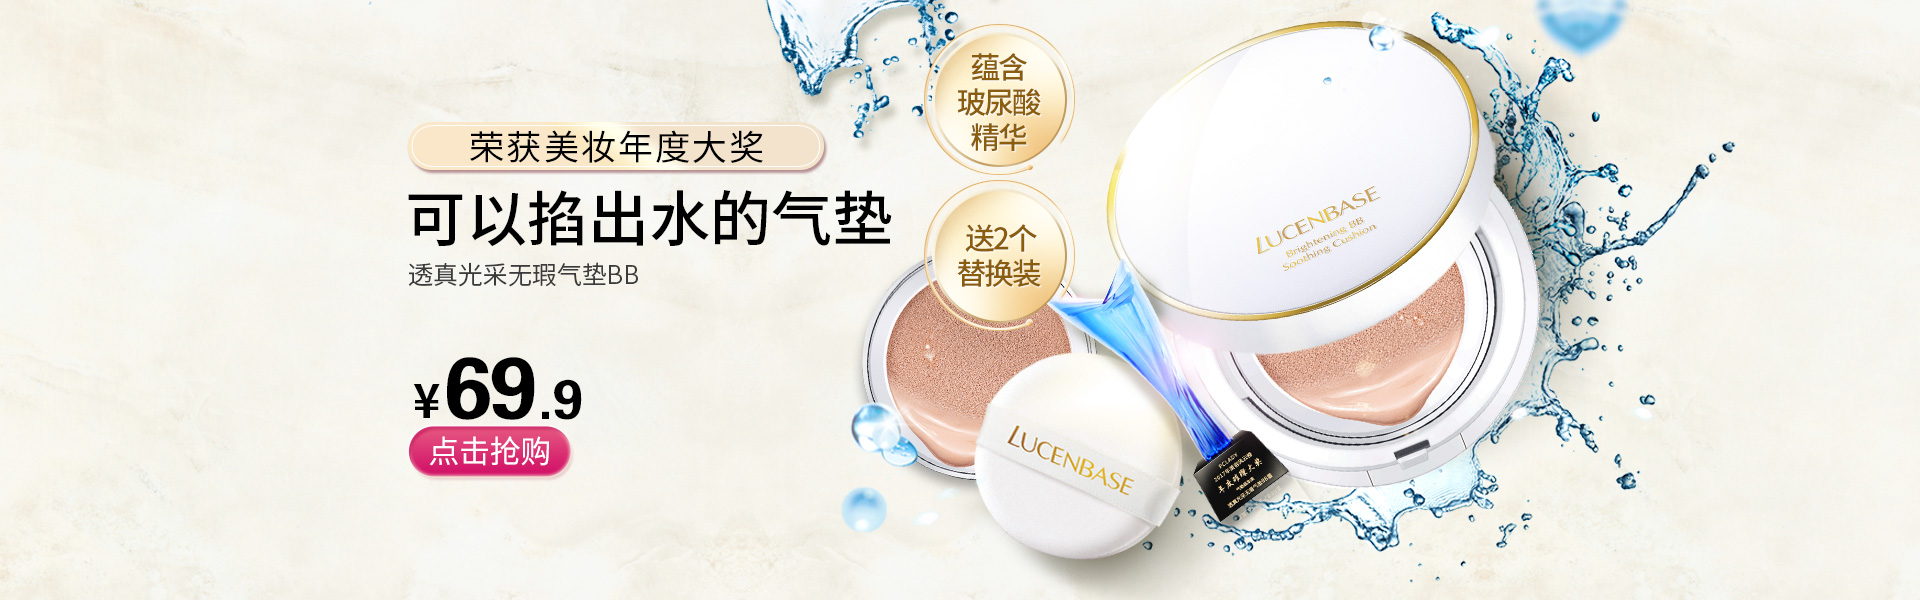 荣获美妆年度大奖
可以掐出水的气垫
透真光采无瑕气垫BB
¥69.9
点击抢购
蕴含
玻尿酸
精华
送2个
替换装
LUCENBASE
Brightening BB
Soothing Cushion
LUCENBASE
PCLADY